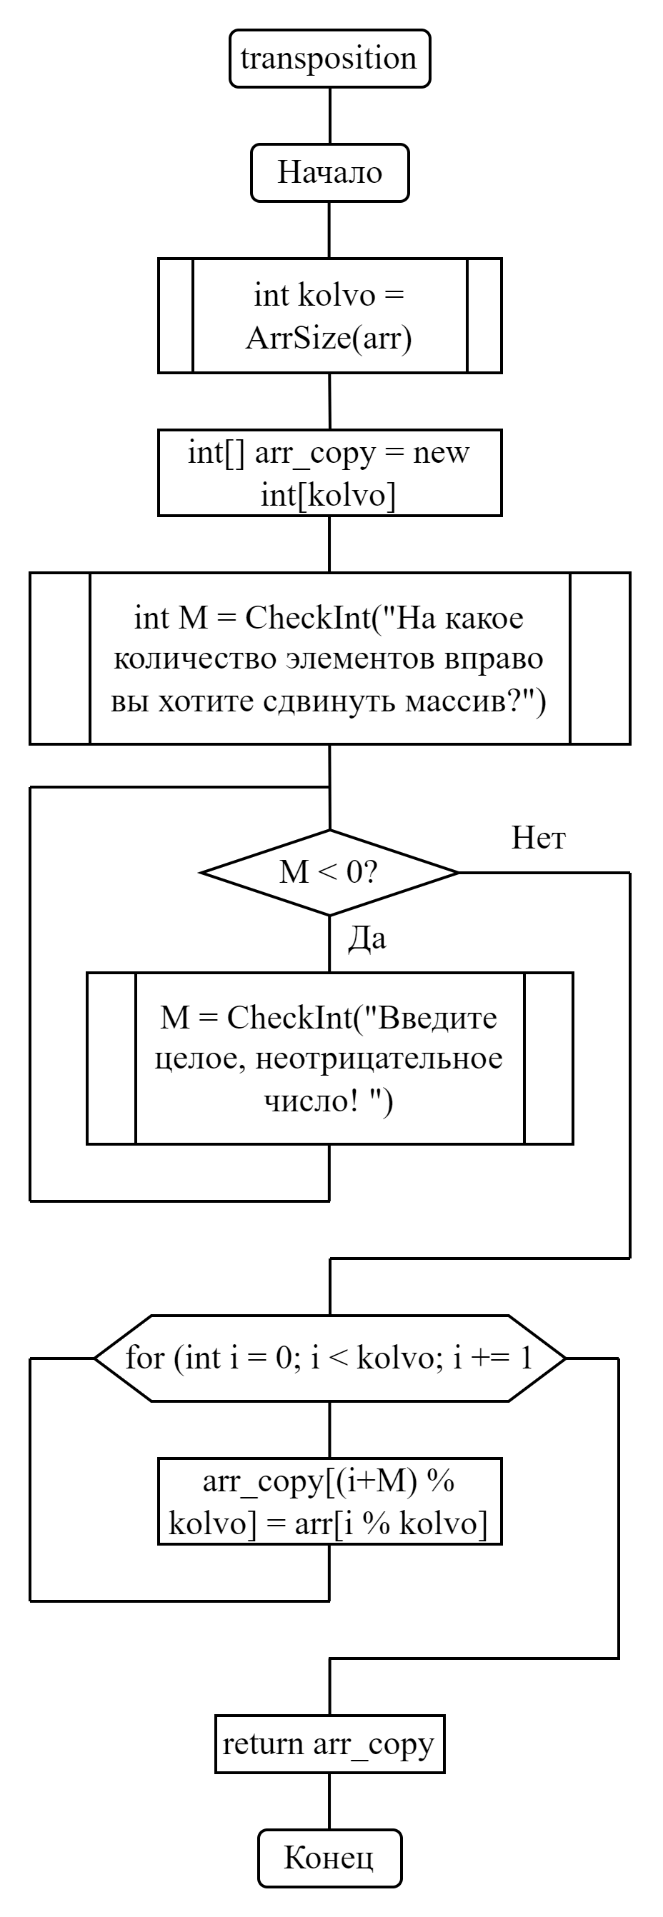 transposition
Начало
int kolvo =
ArrSize(arr)
int[] arr_copy = new
int[kolvo]
int M = CheckInt("На какое
количество элементов вправо
вы хотите сдвинуть массив?")
Нет
M < 0?
Да
M = CheckInt("Введите
целое, неотрицательное
число! ")
for (int i = 0; i < kolvo; i += 1
arr_copy[(i+M) %
kolvo] = arr[i % kolvo]
return arr_copy
Конец